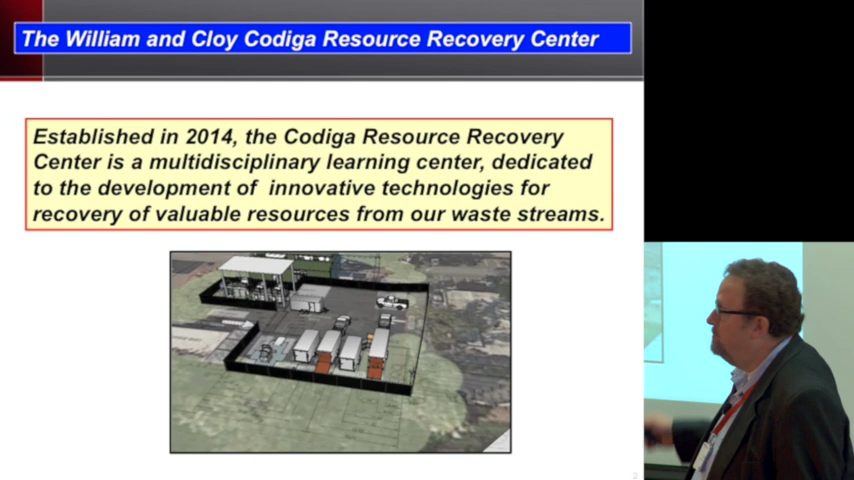 The William and Cloy Codiga Resource Recovery Center
Established in 2014, the Codiga Resource Recovery
Center is a multidisciplinary learning center, dedicated
to the development of innovative technologies for
recovery of valuable resources from our waste streams.
2